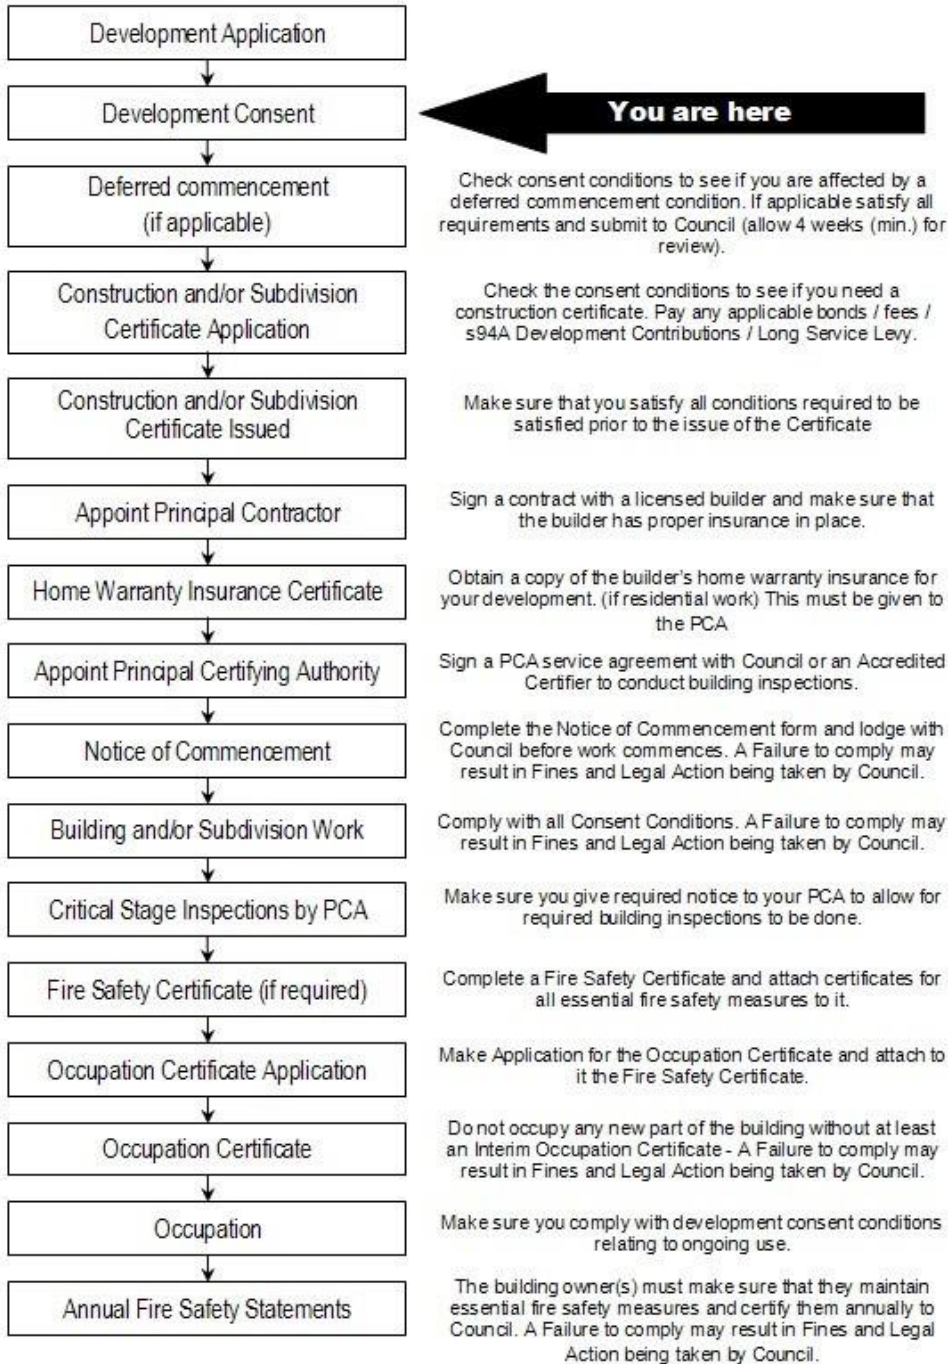 Development Application
Development Consent
You are here
Deferred commencement
(if applicable)
Check consent conditions to see if you are affected by a
deferred commencement condition. If applicable satisfy all
requirements and submit to Council (allow 4 weeks (min.) for
review).
Construction and/or Subdivision
Certificate Application
Check the consent conditions to see if you need a
construction certificate. Pay any applicable bonds / fees /
s94A Development Contributions / Long Service Levy.
Construction and/or Subdivision
Certificate Issued
Make sure that you satisfy all conditions required to be
satisfied prior to the issue of the Certificate
Appoint Principal Contractor
Sign a contract with a licensed builder and make sure that
the builder has proper insurance in place.
Home Warranty Insurance Certificate
Obtain a copy of the builder's home warranty insurance for
your development. (if residential work) This must be given to
the PCA
Appoint Principal Certifying Authority
Sign a PCA service agreement with Council or an Accredited
Certifier to conduct building inspections.
Notice of Commencement
Complete the Notice of Commencement form and lodge with
Council before work commences. A Failure to comply may
result in Fines and Legal Action being taken by Council.
Building and/or Subdivision Work
Comply with all Consent Conditions. A Failure to comply may
result in Fines and Legal Action being taken by Council.
Critical Stage Inspections by PCA
Make sure you give required notice to your PCA to allow for
required building inspections to be done.
Fire Safety Certificate (if required)
Complete a Fire Safety Certificate and attach certificates for
all essential fire safety measures to it.
Occupation Certificate Application
Make Application for the Occupation Certificate and attach to
it the Fire Safety Certificate.
Occupation Certificate
Do not occupy any new part of the building without at least
an Interim Occupation Certificate - A Failure to comply may
result in Fines and Legal Action being taken by Council.
Occupation
Make sure you comply with development consent conditions
relating to ongoing use.
Annual Fire Safety Statements
The building owner(s) must make sure that they maintain
essential fire safety measures and certify them annually to
Council. A Failure to comply may result in Fines and Legal
Action being taken by Council.